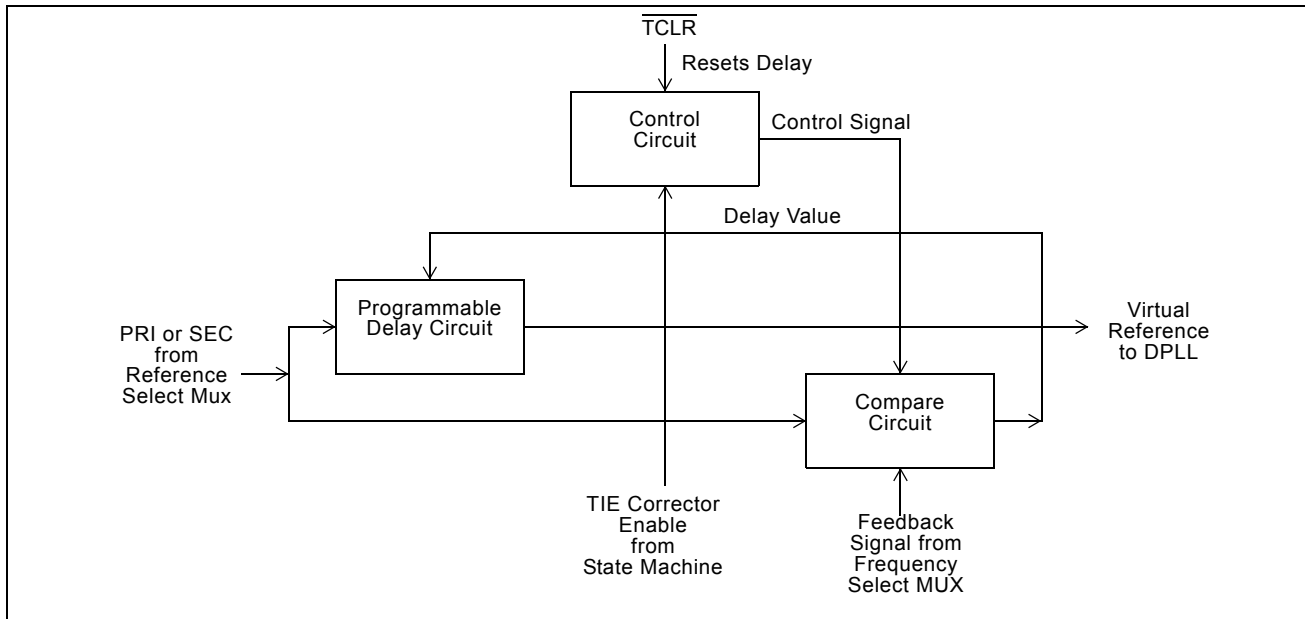 TCLR
Resets Delay
Control
Circuit
Control Signal
Delay Value
Programmable
Delay Circuit
PRI or SEC
from
Reference
Select Mux
Virtual
Reference
to DPLL
Compare
Circuit
TIE Corrector
Enable
from
State Machine
Feedback
Signal from
Frequency
Select MUX